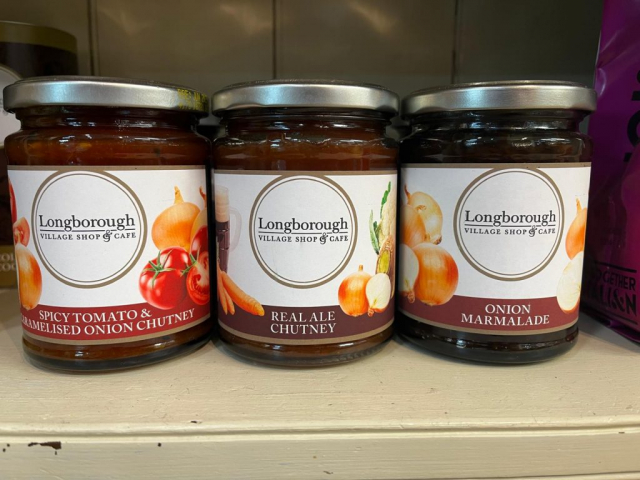 Longborough
VILLAGE SHOP & CAFE
SPICY TOMATO &
RAMELISED ONION CHUTNEY
Longborough
VILLAGE SHOP & CAFE
REAL ALE
CHUTNEY
Longborough
VILLAGE SHOP & CAFE
ONION
MARMALADE